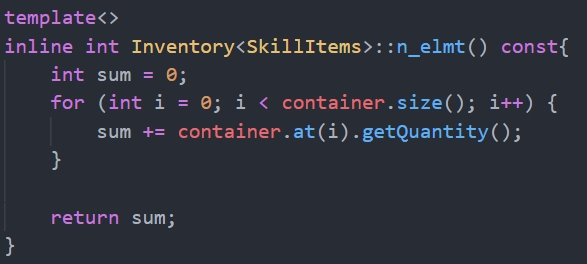 template<>
inline int Inventory<SkillItems>::n_elmt() const{
    int sum = 0;
    for (int i = 0; i < container.size(); i++) {
        sum += container.at(i).getQuantity();
    }

    return sum;
}